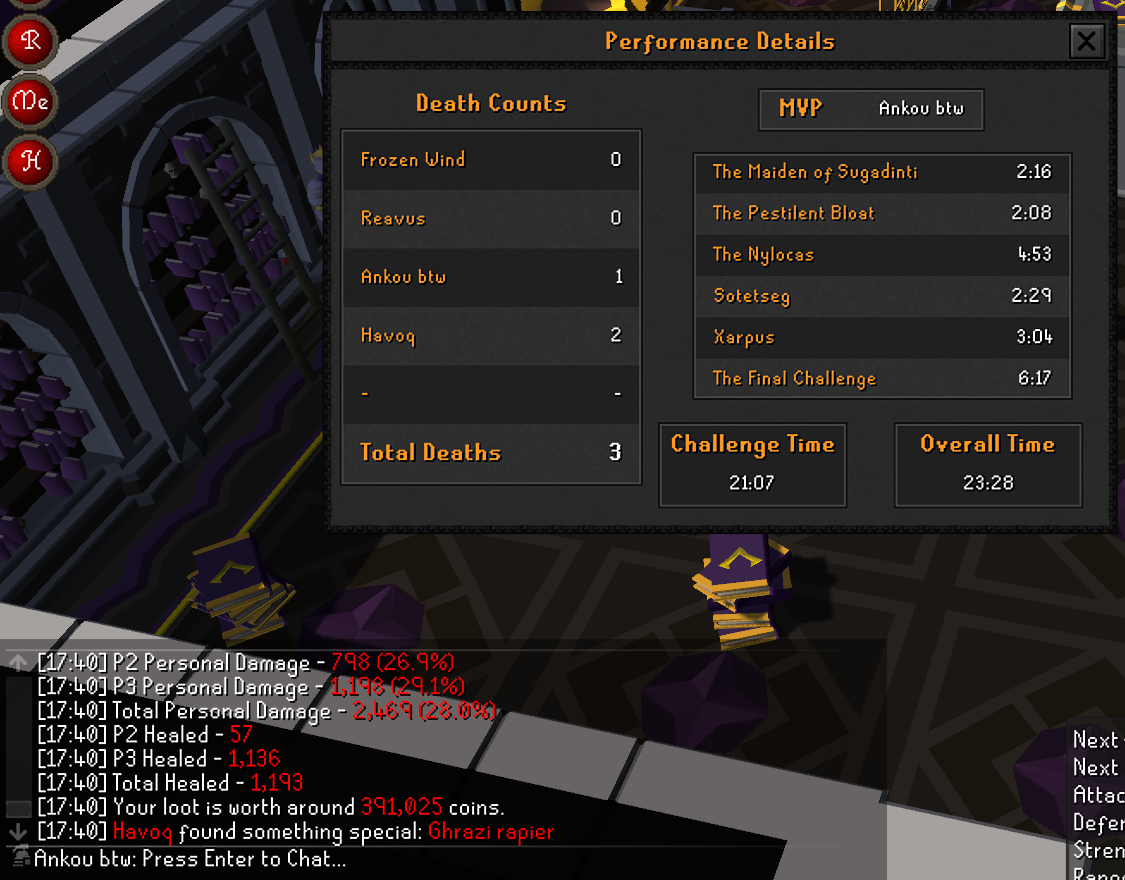 R
Me
H
Performance Details
Death Counts
Frozen Wind 0
Reavus 0
Ankou btw 1
Havoq 2
- -
Total Deaths 3
MVP Ankou btw
The Maiden of Sugadinti 2:16
The Pestilent Bloat 2:08
The Nylocas 4:53
Sotetseg 2:29
Xarpus 3:04
The Final Challenge 6:17
Challenge Time
21:07
Overall Time
23:28
[17:40] P2 Personal Damage - 798 (26.9%)
[17:40] P3 Personal Damage - 1,198 (29.1%)
[17:40] Total Personal Damage - 2,469 (28.0%)
[17:40] P2 Healed - 57
[17:40] P3 Healed - 1,136
[17:40] Total Healed - 1,193
[17:40] Your loot is worth around 391,025 coins.
[17:40] Havoq found something special: Ghrazi rapier
Ankou btw: Press Enter to Chat...
Next
Next
Attac
Defer
Stren